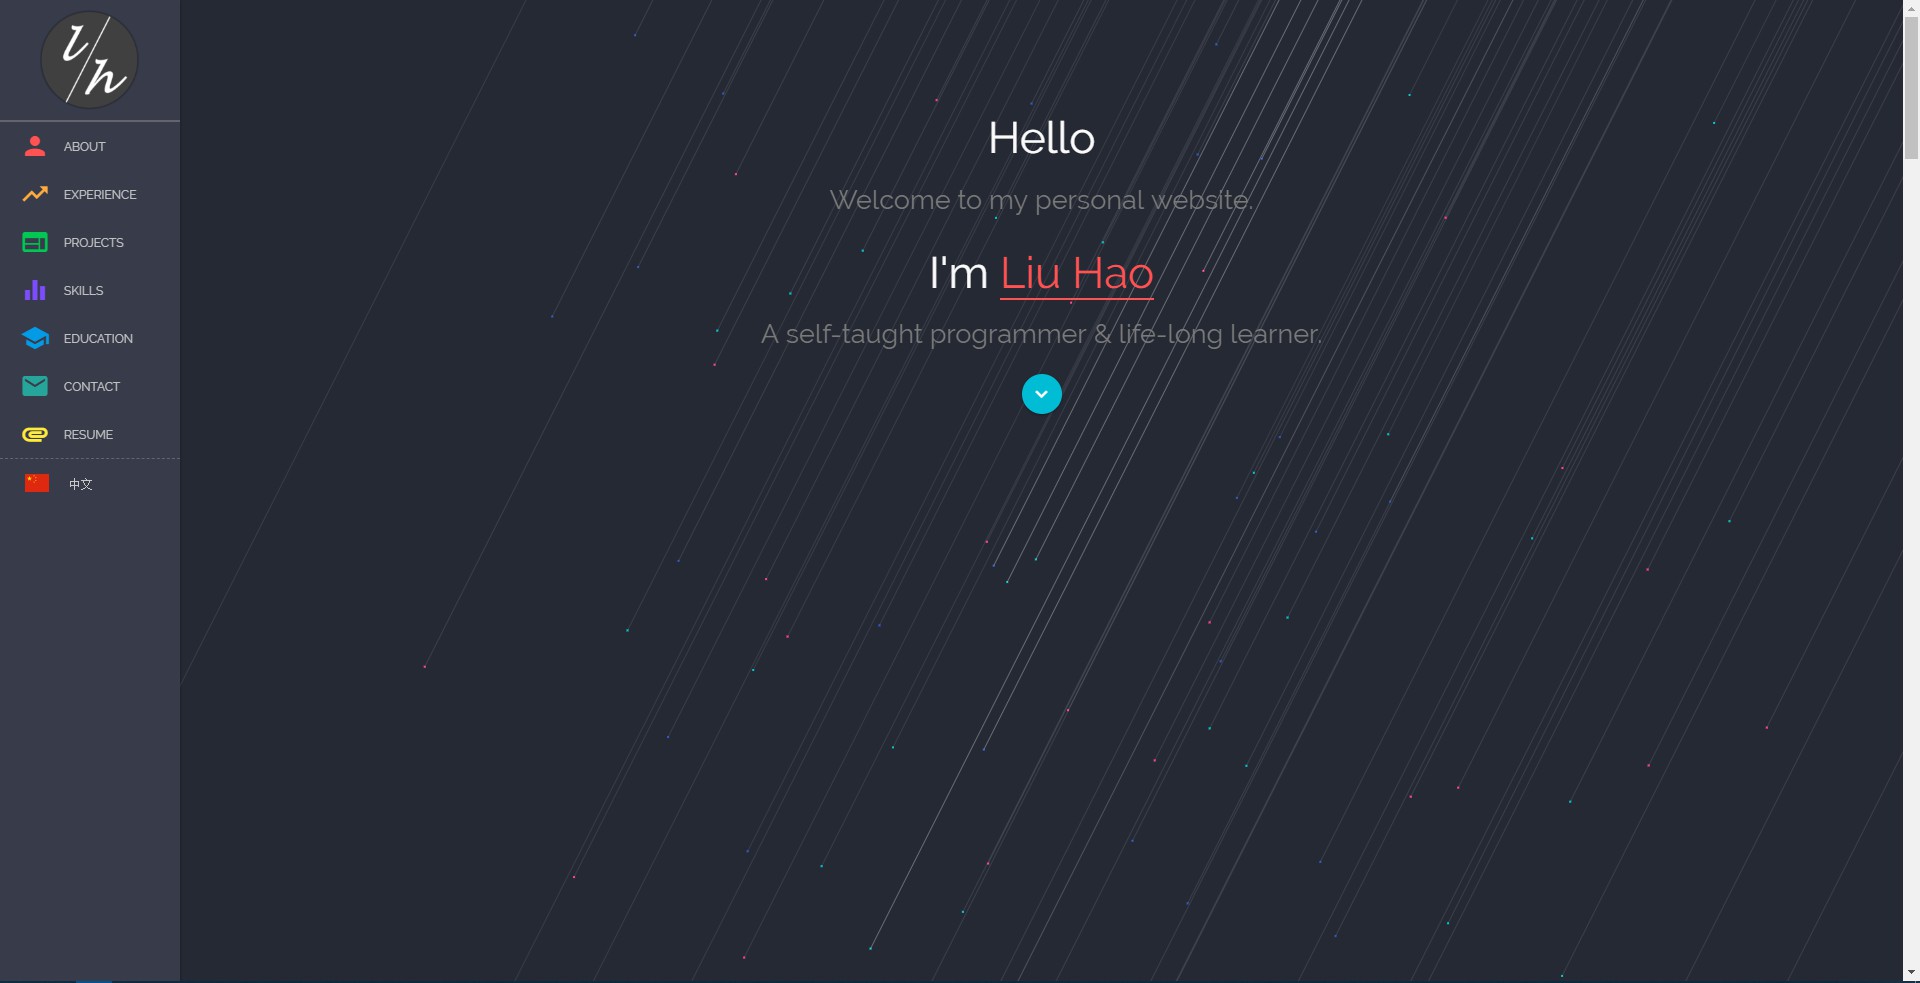 l/h
ABOUT
EXPERIENCE
PROJECTS
SKILLS
EDUCATION
CONTACT
RESUME
中文
Hello
Welcome to my personal website.
I'm Liu Hao
A self-taught programmer & life-long learner.